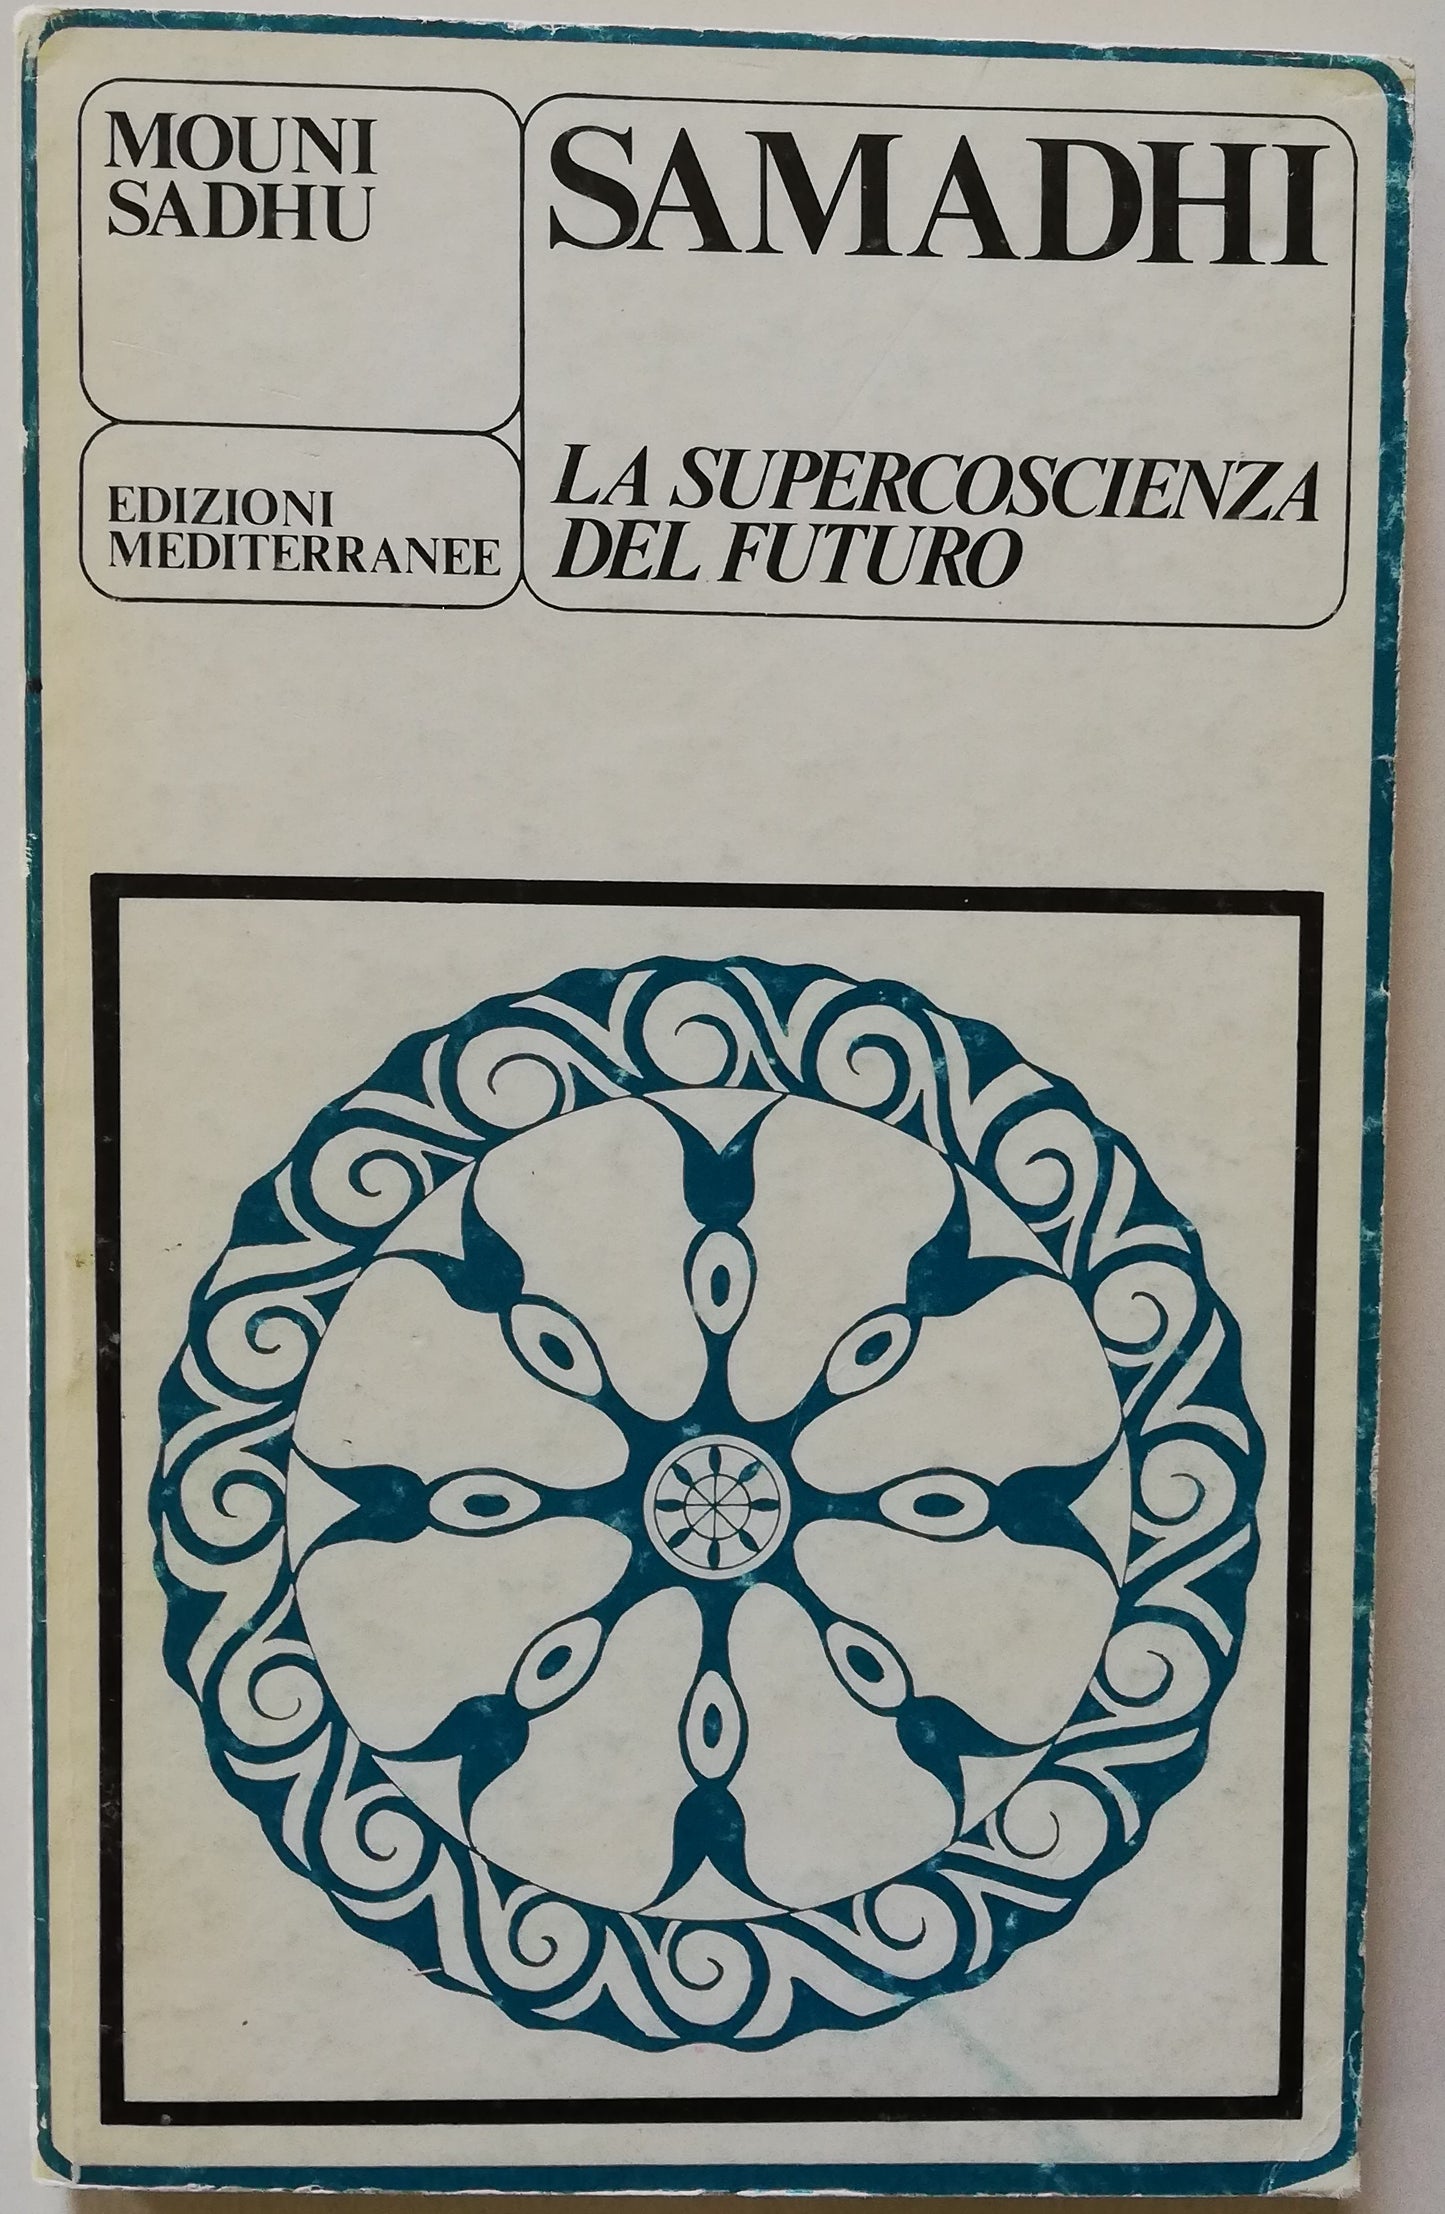 MOUNI
SADHU
SAMADHI
LA SUPERCOSCIENZA
DEL FUTURO
EDIZIONI
MEDITERRANEE